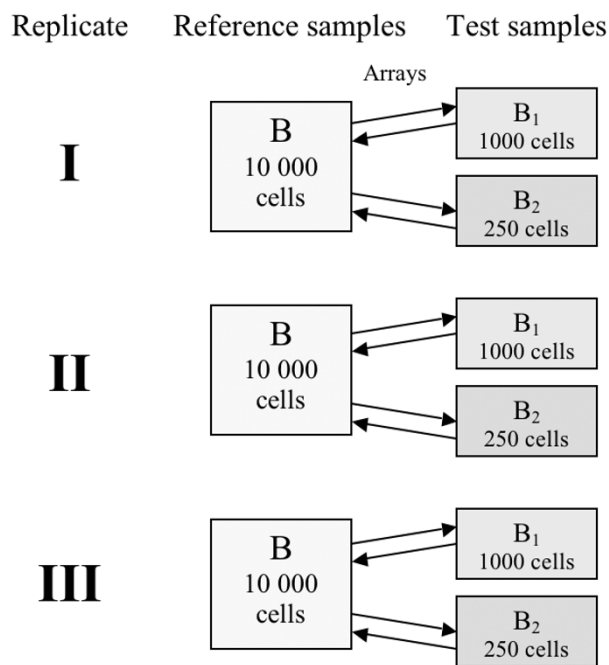 Replicate Reference samples Test samples
Arrays
I
B
10 000
cells
B₁
1000 cells
B₂
250 cells
II
B
10 000
cells
B₁
1000 cells
B₂
250 cells
III
B
10 000
cells
B₁
1000 cells
B₂
250 cells